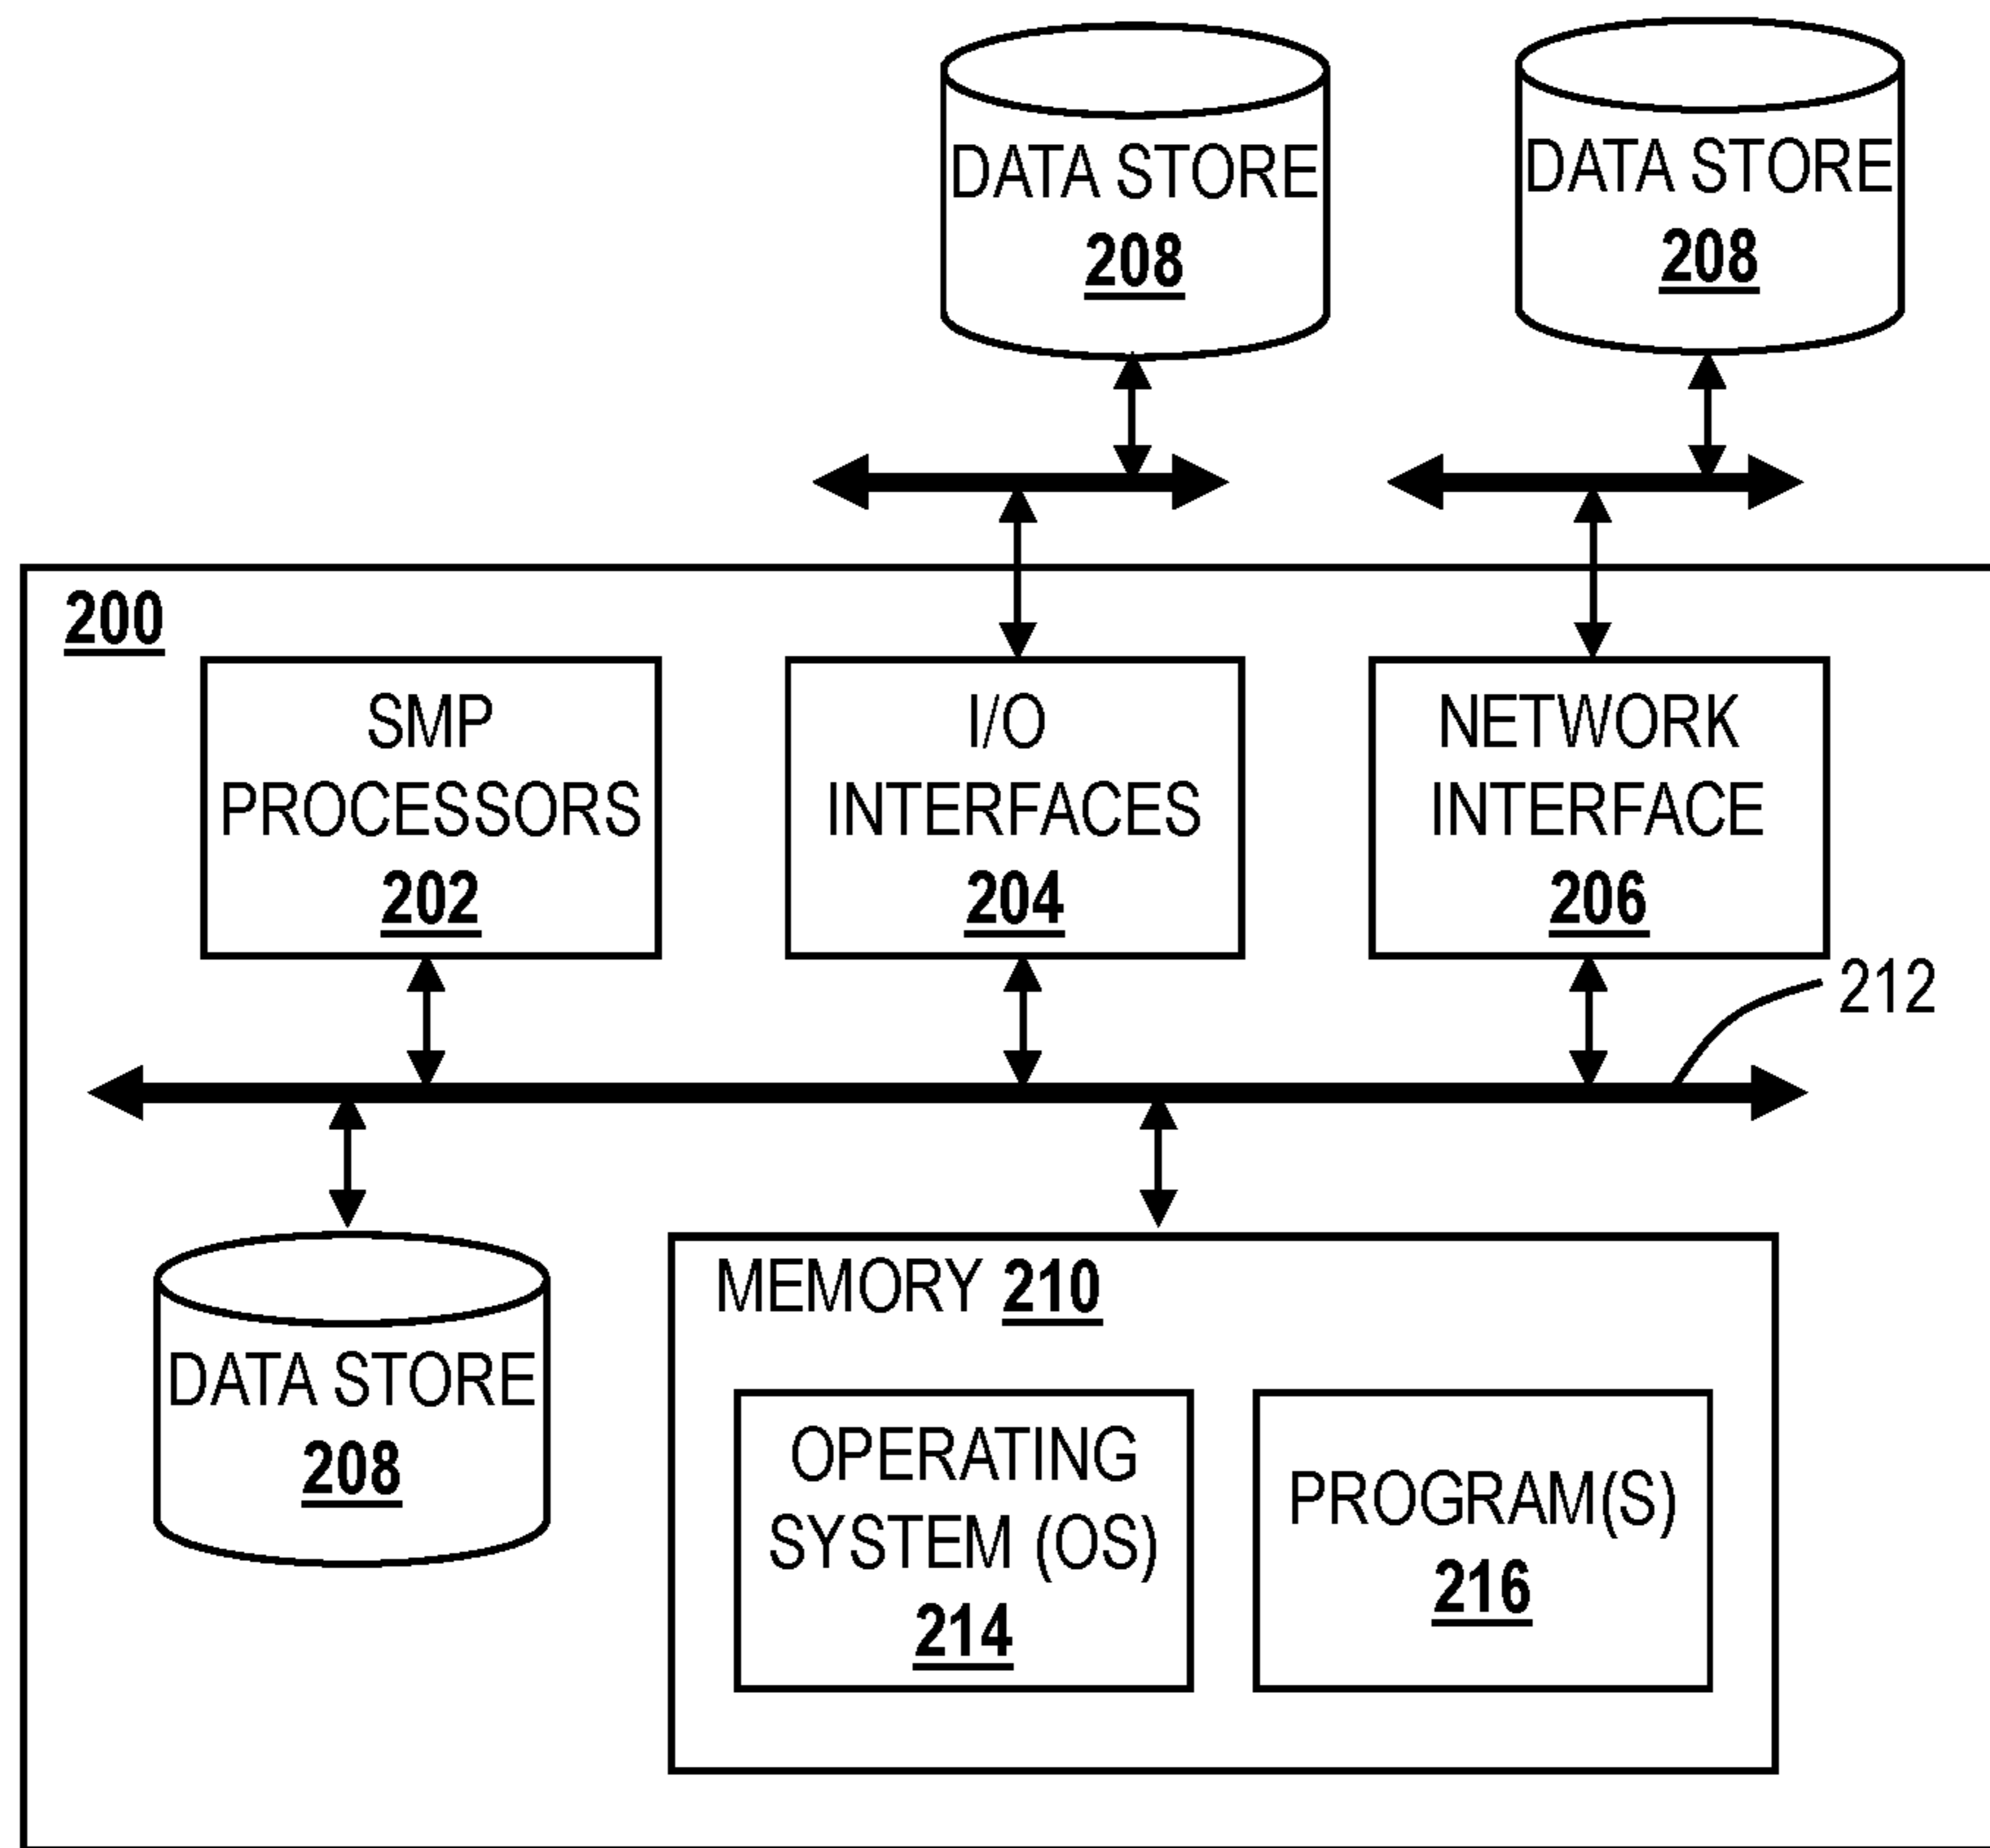 DATA STORE
208
DATA STORE
208
200
SMP
PROCESSORS
202
I/O
INTERFACES
204
NETWORK
INTERFACE
206
212
DATA STORE
208
MEMORY 210
OPERATING
SYSTEM (OS)
214
PROGRAM(S)
216